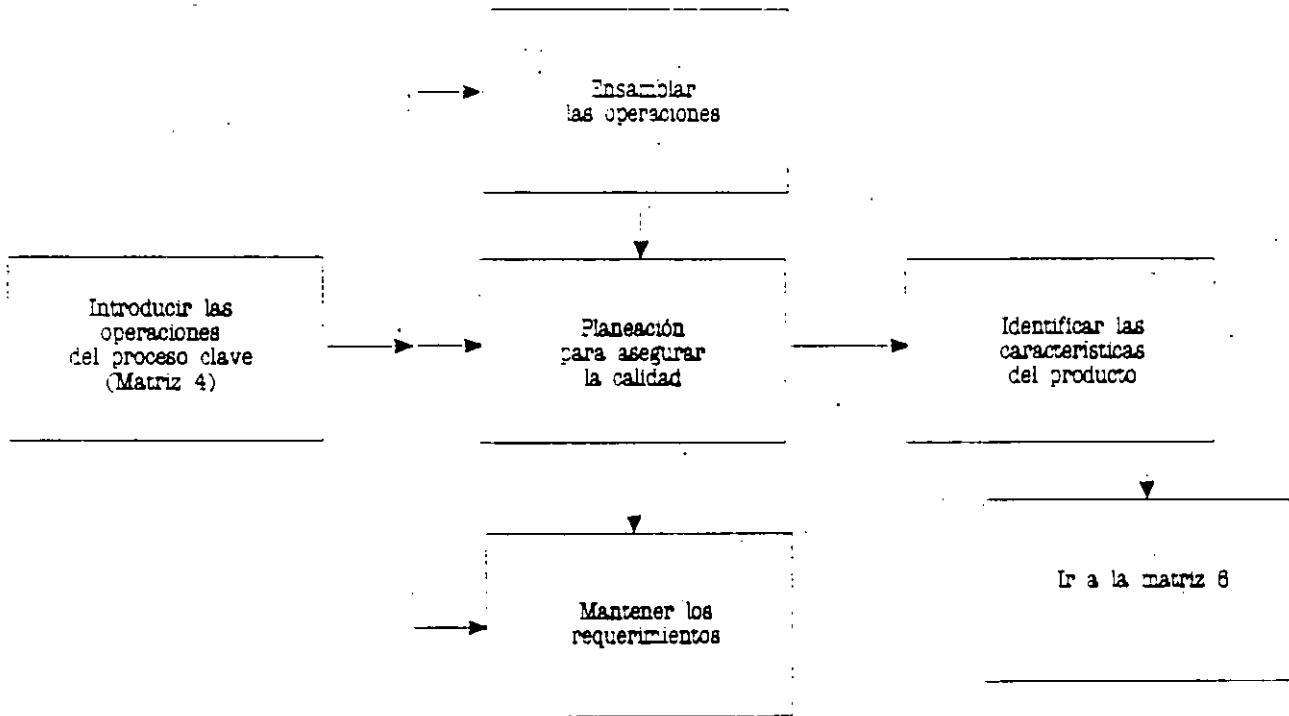 Ensamblar
las operaciones
Introducir las
operaciones
del proceso clave
(Matriz 4)
Planeación
para asegurar
la calidad
Identificar las
características
del producto
Mantener los
requerimientos
Ir a la matriz 6